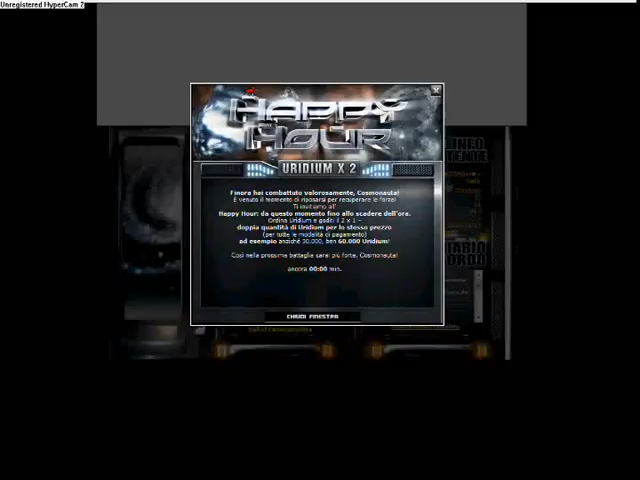 Unregistered HyperCam 2
HAPPY
HOUR
URIDIUM X 2
Finora hai combattuto valorosamente, Cosmonauta!
È venuto il momento di riposarsi per recuperare le forze!
Ti invitiamo all'
Happy Hour: da questo momento fino allo scadere dell'ora.
Ordina Uridium e goditi il 2 x 1 –
doppia quantità di Uridium per lo stesso prezzo
(per tutte le modalità di pagamento)
ad esempio anziché 30.000, ben 60.000 Uridium!
Così nella prossima battaglia sarai più forte, Cosmonauta!
ancora 00:00 min.
CHIUDI FINESTRA